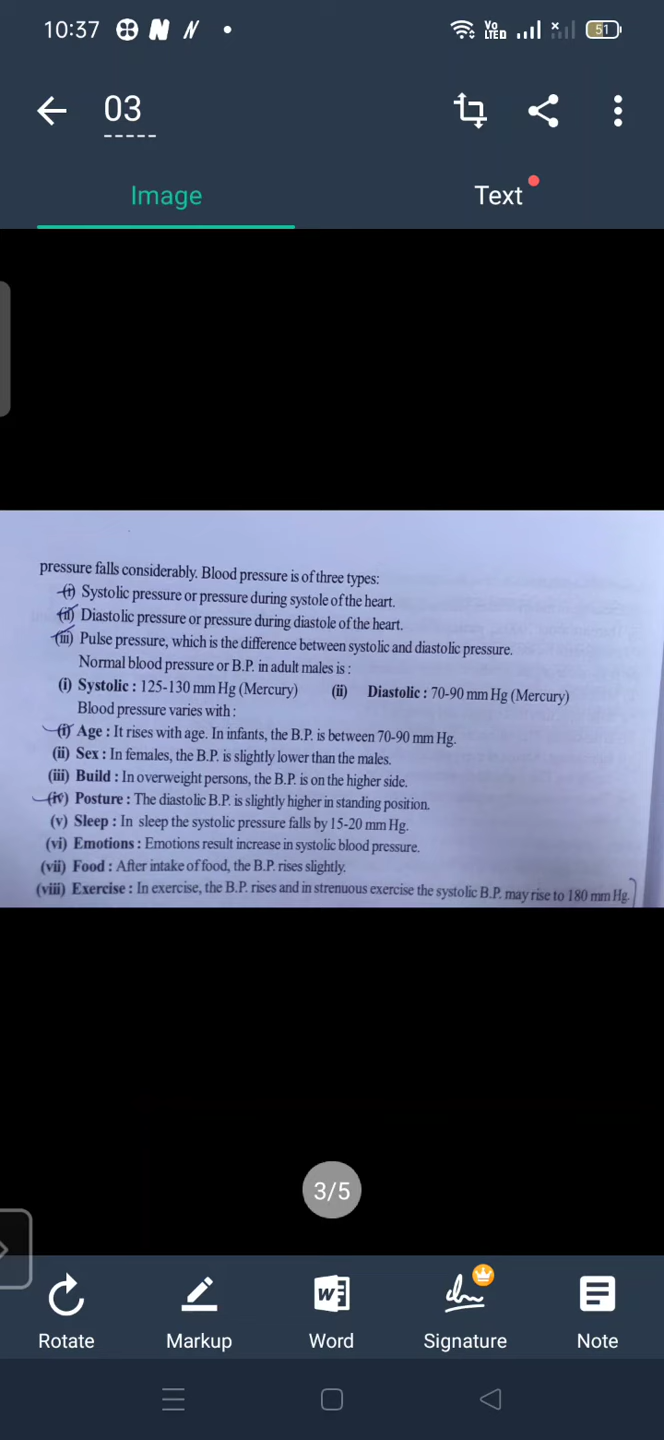 10:37
Vo
LTED
51
03
Image
Text
pressure falls considerably. Blood pressure is of three types:
(i) Systolic pressure or pressure during systole of the heart.
(ii) Diastolic pressure or pressure during diastole of the heart.
(iii) Pulse pressure, which is the difference between systolic and diastolic pressure.
Normal blood pressure or B.P. in adult males is :
(i) Systolic : 125-130 mm Hg (Mercury) (ii) Diastolic : 70-90 mm Hg (Mercury)
Blood pressure varies with :
(i) Age : It rises with age. In infants, the B.P. is between 70-90 mm Hg.
(ii) Sex : In females, the B.P. is slightly lower than the males.
(iii) Build : In overweight persons, the B.P. is on the higher side.
(iv) Posture : The diastolic B.P. is slightly higher in standing position.
(v) Sleep : In sleep the systolic pressure falls by 15-20 mm Hg.
(vi) Emotions : Emotions result increase in systolic blood pressure.
(vii) Food : After intake of food, the B.P. rises slightly.
(viii) Exercise : In exercise, the B.P. rises and in strenuous exercise the systolic B.P. may rise to 180 mm Hg.
3/5
Rotate Markup Word Signature Note